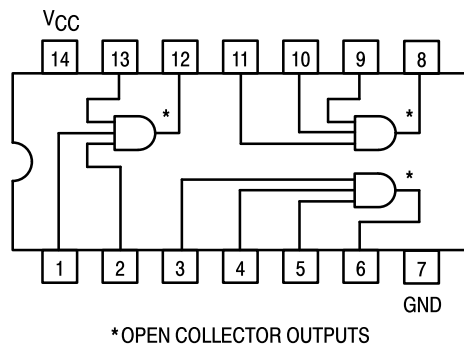 VCC
14 13 12 11 10 9 8
* *
*
1 2 3 4 5 6 7
GND
* OPEN COLLECTOR OUTPUTS